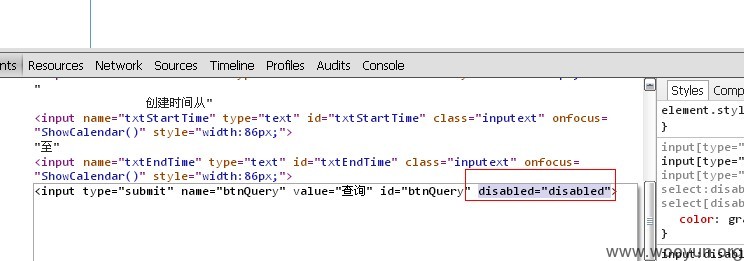 nts Resources Network Sources Timeline Profiles Audits Console
"
创建时间从"
<input name="txtStartTime" type="text" id="txtStartTime" class="inputext" onfocus=
"ShowCalendar()" style="width:86px;">
"至"
<input name="txtEndTime" type="text" id="txtEndTime" class="inputext" onfocus=
"ShowCalendar()" style="width:86px;">
<input type="submit" name="btnQuery" value="查询" id="btnQuery" disabled="disabled">
Styles Comp
element.styl
}
input[type="
input[type="
input[type="
select:disab
select[disab
color: gra
}
input:disabl
www.wooyun.org